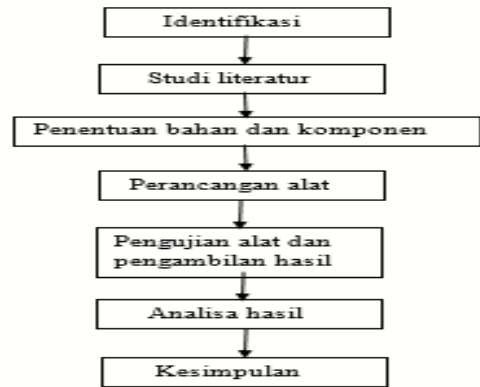 Identifikasi
Studi literatur
Penentuan bahan dan komponen
Perancangan alat
Pengujian alat dan
pengambilan hasil
Analisa hasil
Kesimpulan